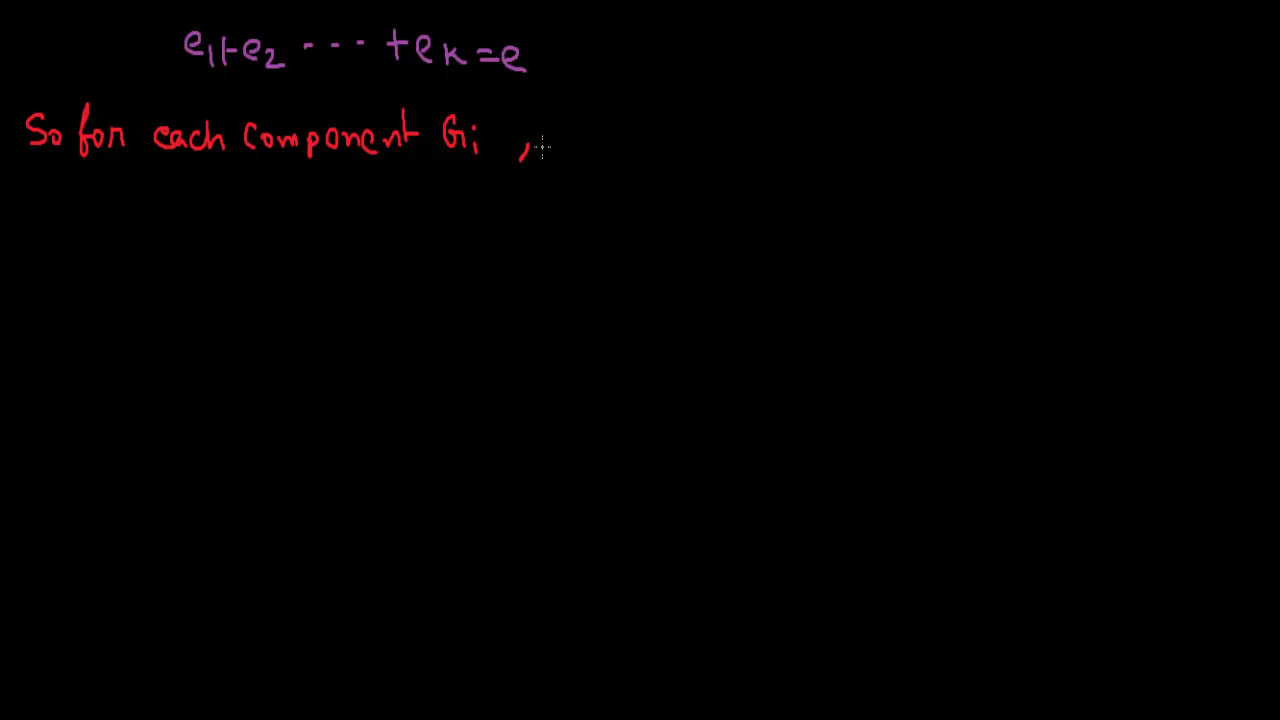 e₁+e₂ ---- +eₖ=e
So for each component Gi ,